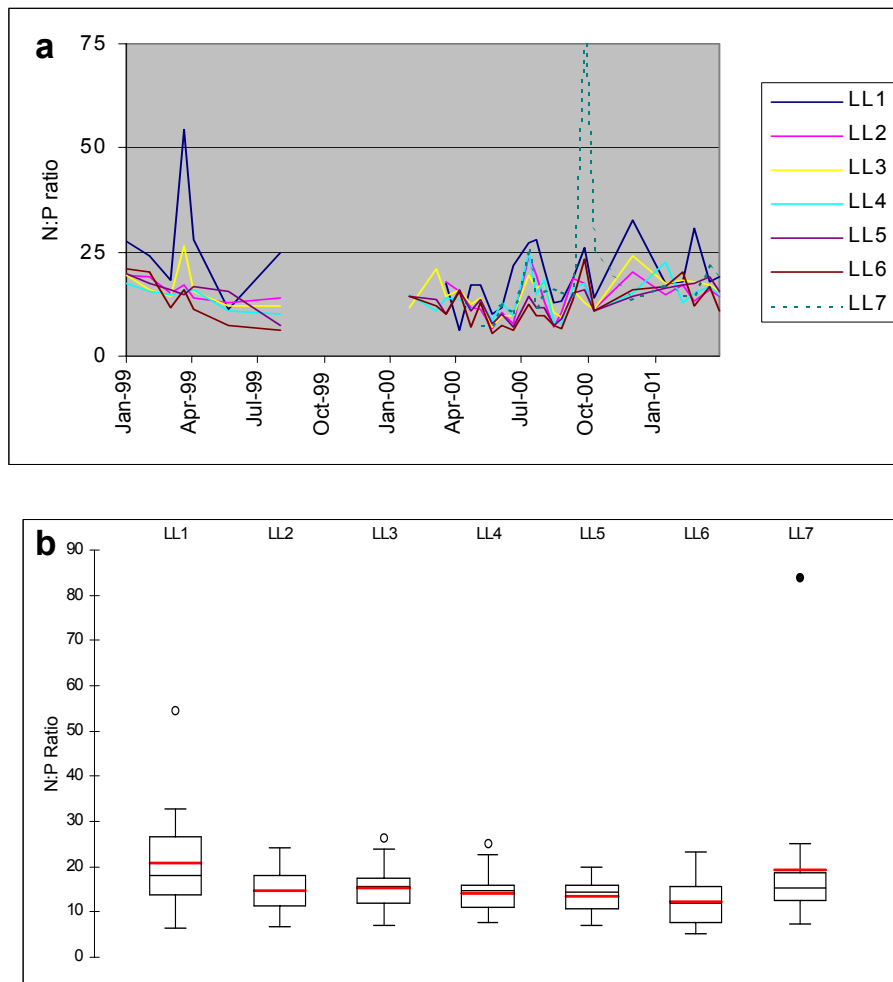 a
75
50
25
0
N:P ratio
Jan-99
Apr-99
Jul-99
Oct-99
Jan-00
Apr-00
Jul-00
Oct-00
Jan-01
LL1
LL2
LL3
LL4
LL5
LL6
LL7
b
LL1 LL2 LL3 LL4 LL5 LL6 LL7
90
80
70
60
50
40
30
20
10
0
N:P Ratio